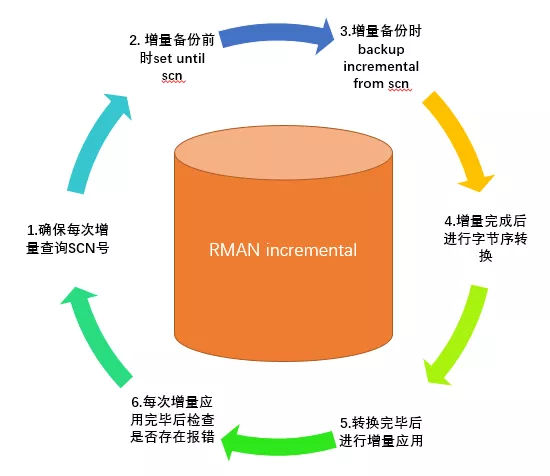 1.确保每次增
量查询SCN号
2. 增量备份前
时set until
scn
3.增量备份时
backup
incremental
from scn
4.增量完成后
进行字节序转
换
5.转换完毕后
进行增量应用
6.每次增量应
用完毕后检查
是否存在报错
RMAN incremental